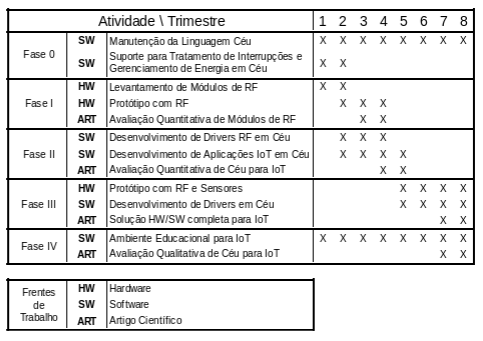 Atividade \ Trimestre 1 2 3 4 5 6 7 8
Fase 0
SW Manutenção da Linguagem Céu X X X X X X X X
SW Suporte para Tratamento de Interrupções e
Gerenciamento de Energia em Céu X X
Fase I
HW Levantamento de Módulos de RF X X
HW Protótipo com RF X X X
ART Avaliação Quantitativa de Módulos de RF X X
Fase II
SW Desenvolvimento de Drivers RF em Céu X X X
SW Desenvolvimento de Aplicações IoT em Céu X X X X
ART Avaliação Quantitativa de Céu para IoT X X
Fase III
HW Protótipo com RF e Sensores X X X X
SW Desenvolvimento de Drivers em Céu X X X X
ART Solução HW/SW completa para IoT X X
Fase IV
SW Ambiente Educacional para IoT X X X X X X X X
ART Avaliação Qualitativa de Céu para IoT X X
Frentes
de
Trabalho
HW Hardware
SW Software
ART Artigo Científico